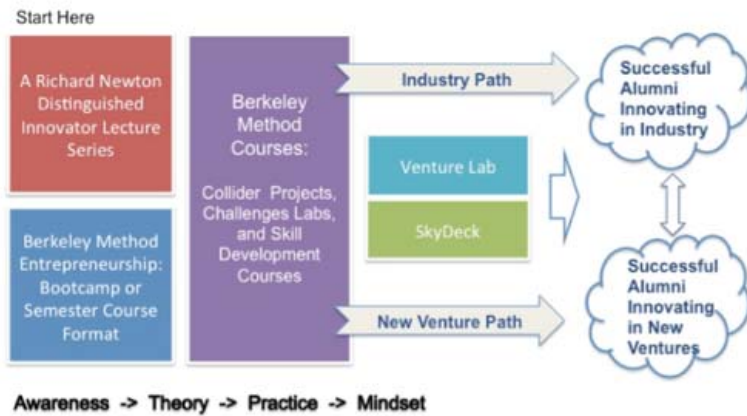 Start Here
A Richard Newton
Distinguished
Innovator Lecture
Series
Berkeley Method
Entrepreneurship:
Bootcamp or
Semester Course
Format
Berkeley
Method
Courses:
Collider Projects,
Challenges Labs,
and Skill
Development
Courses
Industry Path
Venture Lab
SkyDeck
New Venture Path
Successful
Alumni
Innovating
in Industry
Successful
Alumni
Innovating
in New
Ventures
Awareness -> Theory -> Practice -> Mindset